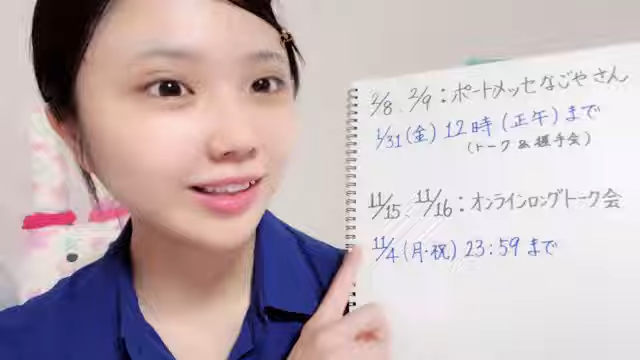 2/8、2/9：ポートメッセなごやさん
1/31(金) 12時(正午)まで
(トーク&握手会)
11/15、11/16：オンラインロングトーク会
11/4(月・祝) 23:59まで